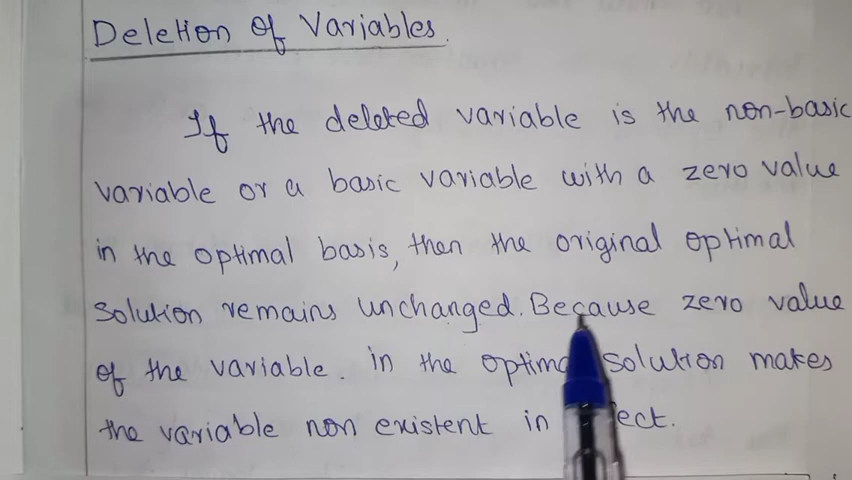 Deletion of Variables.
If the deleted variable is the non-basic
variable or a basic variable with a zero value
in the optimal basis, then the original optimal
solution remains unchanged. Because zero value
of the variable. in the optima solution makes
the variable non existent in